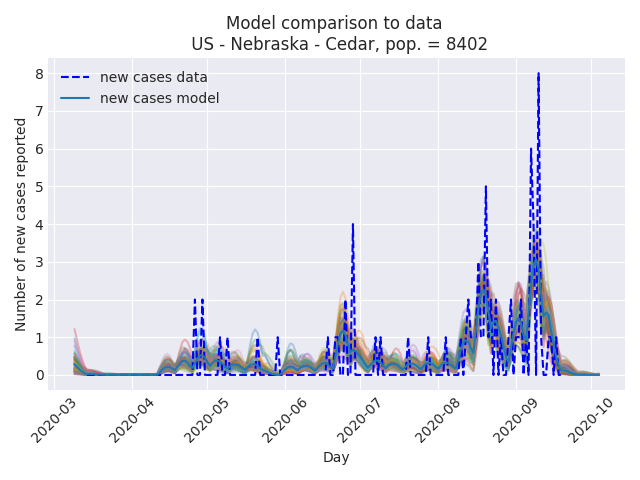 Model comparison to data
US - Nebraska - Cedar, pop. = 8402
new cases data
new cases model
Number of new cases reported
8
7
6
5
4
3
2
1
0
2020-03
2020-04
2020-05
2020-06
2020-07
2020-08
2020-09
2020-10
Day